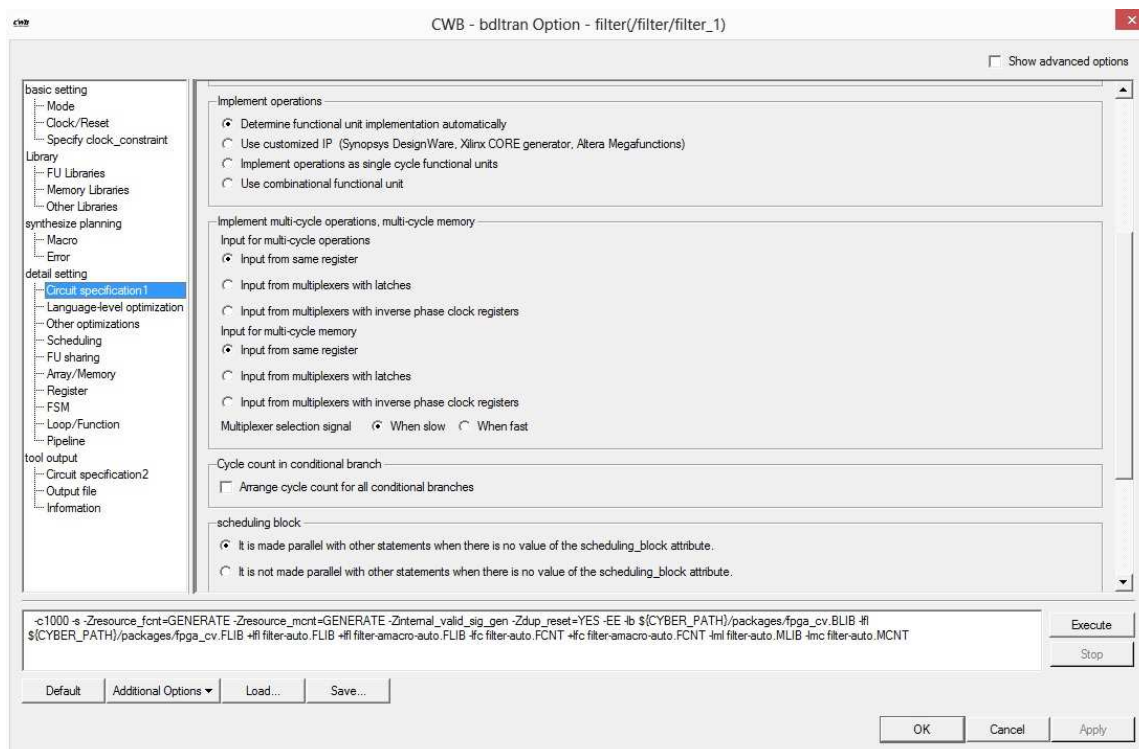 CWB
CWB - bdltran Option - filter(/filter/filter_1)
Show advanced options
basic setting
Mode
Clock/Reset
Specify clock_constraint
Library
FU Libraries
Memory Libraries
Other Libraries
synthesize planning
Macro
Error
detail setting
Circuit specification1
Language-level optimization
Other optimizations
Scheduling
FU sharing
Array/Memory
Register
FSM
Loop/Function
Pipeline
tool output
Circuit specification2
Output file
Information
Implement operations
Determine functional unit implementation automatically
Use customized IP (Synopsys DesignWare, Xilinx CORE generator, Altera Megafunctions)
Implement operations as single cycle functional units
Use combinational functional unit
Implement multi-cycle operations, multi-cycle memory
Input for multi-cycle operations
Input from same register
Input from multiplexers with latches
Input from multiplexers with inverse phase clock registers
Input for multi-cycle memory
Input from same register
Input from multiplexers with latches
Input from multiplexers with inverse phase clock registers
Multiplexer selection signal When slow When fast
Cycle count in conditional branch
Arrange cycle count for all conditional branches
scheduling block
It is made parallel with other statements when there is no value of the scheduling_block attribute.
It is not made parallel with other statements when there is no value of the scheduling_block attribute.
-c1000 -s -Zresource_fcnt=GENERATE -Zresource_mcnt=GENERATE -Zinternal_valid_sig_gen -Zdup_reset=YES -EE -lb ${CYBER_PATH}/packages/fpga_cv.BLIB -lfl
${CYBER_PATH}/packages/fpga_cv.FLIB +lfl filter-auto.FLIB +lfl filter-amacro-auto.FLIB -lfc filter-auto.FCNT +lfc filter-amacro-auto.FCNT -lml filter-auto.MLIB -lmc filter-auto.MCNT
Execute
Stop
Default Additional Options Load... Save...
OK Cancel Apply